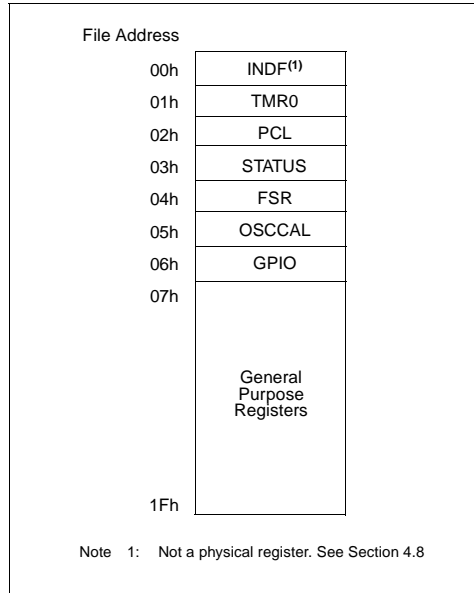 File Address
00h INDF(1)
01h TMR0
02h PCL
03h STATUS
04h FSR
05h OSCCAL
06h GPIO
07h
General
Purpose
Registers
1Fh
Note 1: Not a physical register. See Section 4.8